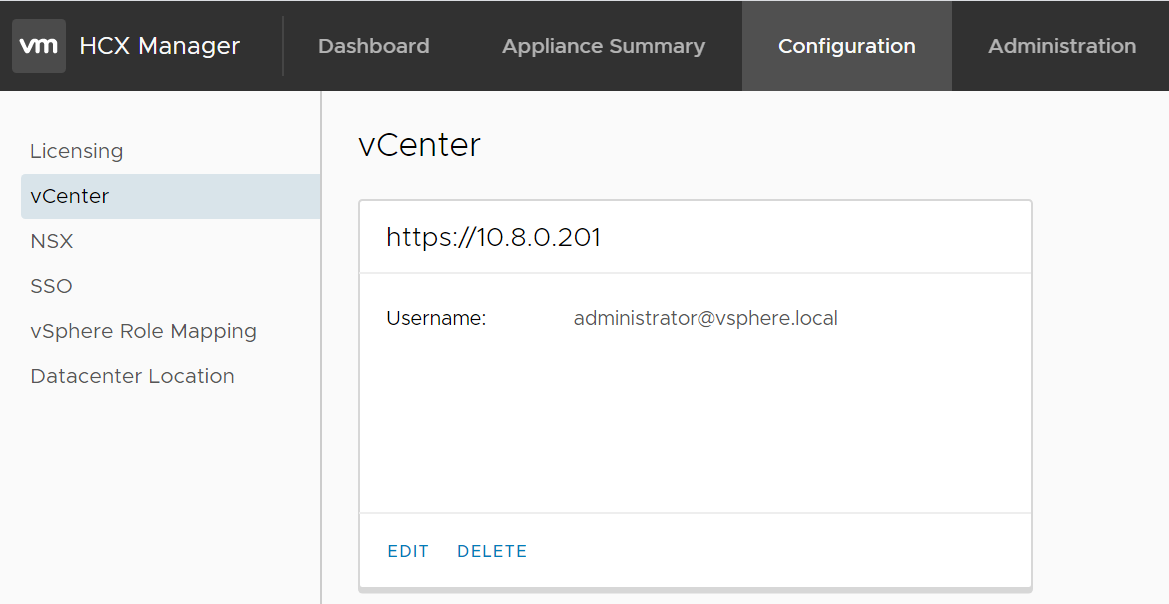 vm HCX Manager Dashboard Appliance Summary Configuration Administration
Licensing
vCenter
NSX
SSO
vSphere Role Mapping
Datacenter Location
vCenter
https://10.8.0.201
Username: administrator@vsphere.local
EDIT DELETE